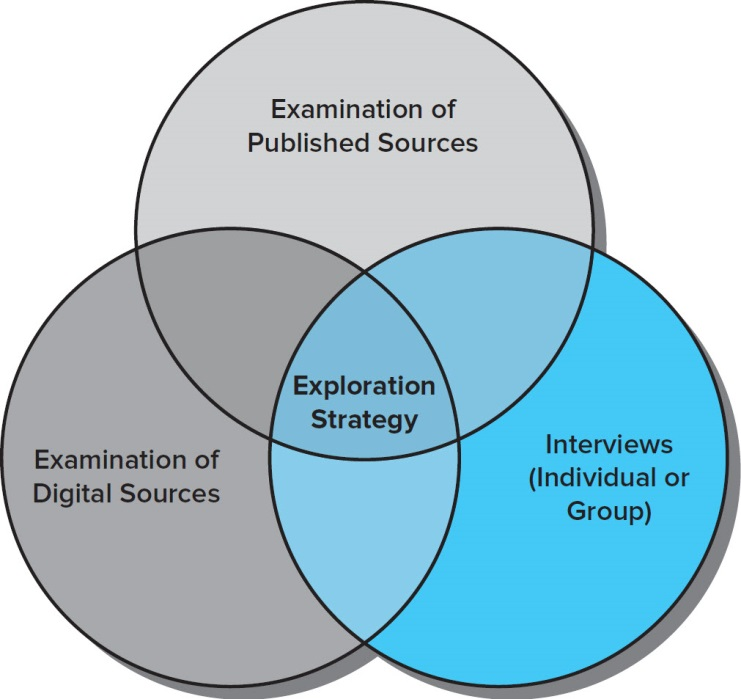 Examination of
Published Sources
Exploration
Strategy
Examination of
Digital Sources
Interviews
(Individual or
Group)